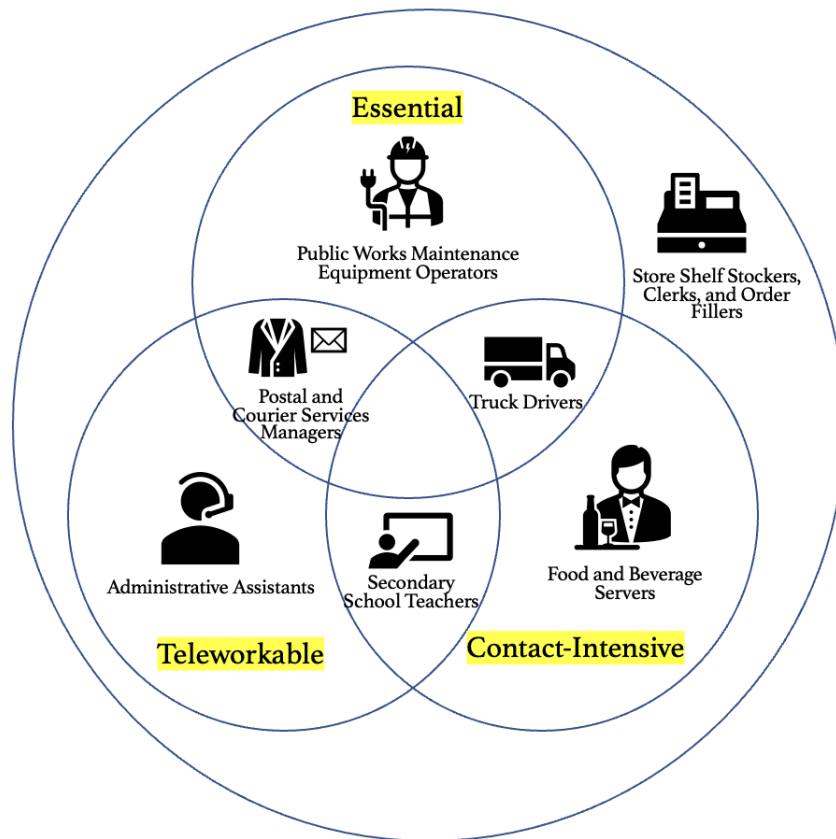 Essential
Public Works Maintenance
Equipment Operators
Store Shelf Stockers,
Clerks, and Order
Fillers
Postal and
Courier Services
Managers
Truck Drivers
Administrative Assistants
Secondary
School Teachers
Food and Beverage
Servers
Teleworkable
Contact-Intensive